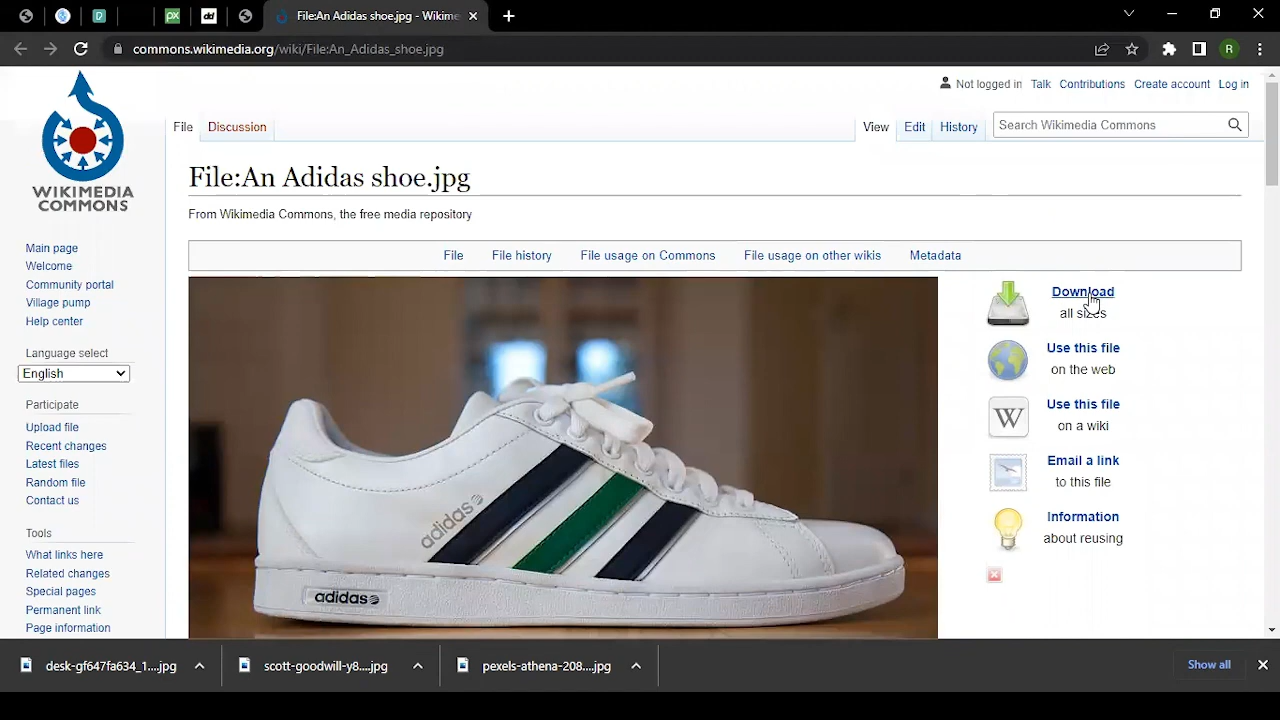 File:An Adidas shoe.jpg - Wikime
commons.wikimedia.org/wiki/File:An_Adidas_shoe.jpg
R
Not logged in Talk Contributions Create account Log in
WIKIMEDIA
COMMONS
File Discussion
View Edit History
Search Wikimedia Commons
File:An Adidas shoe.jpg
From Wikimedia Commons, the free media repository
File File history File usage on Commons File usage on other wikis Metadata
Main page
Welcome
Community portal
Village pump
Help center
Language select
English
Participate
Upload file
Recent changes
Latest files
Random file
Contact us
Tools
What links here
Related changes
Special pages
Permanent link
Page information
adidas
adidas
Download
all sizes
Use this file
on the web
W
Use this file
on a wiki
Email a link
to this file
Information
about reusing
desk-gf647fa634_1....jpg
scott-goodwill-y8....jpg
pexels-athena-208....jpg
Show all